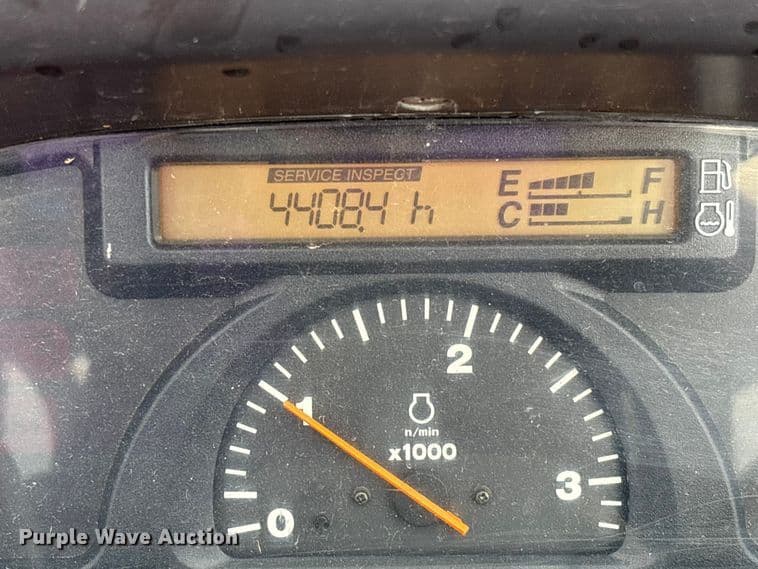 SERVICE INSPECT
4408.4 h
E F
C H
1
2
n/min
x1000
3
0
Purple Wave Auction